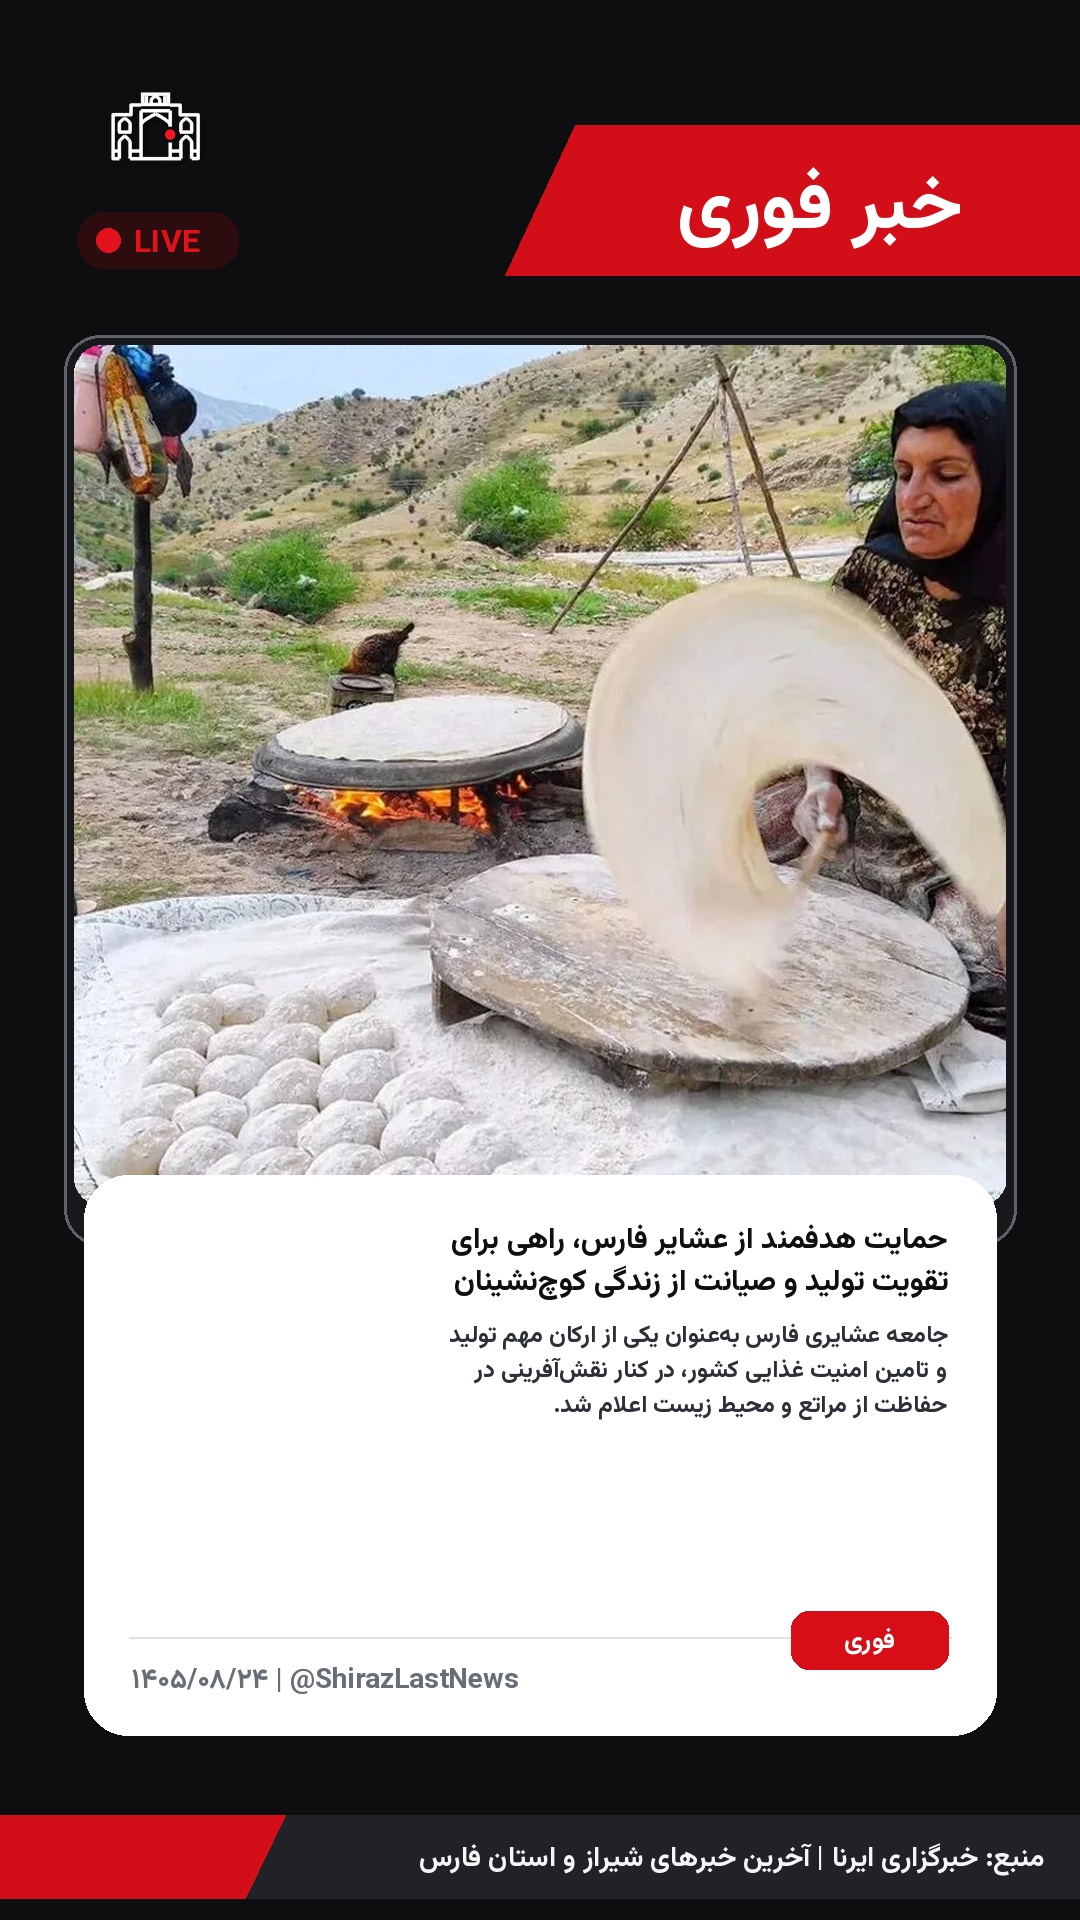 خبر فوری
LIVE
حمایت هدفمند از عشایر فارس، راهی برای
تقویت تولید و صیانت از زندگی کوچ‌نشینان
جامعه عشایری فارس به‌عنوان یکی از ارکان مهم تولید
و تامین امنیت غذایی کشور، در کنار نقش‌آفرینی در
حفاظت از مراتع و محیط زیست اعلام شد.
فوری
۱۴۰۵/۰۸/۲۴ | @ShirazLastNews
منبع: خبرگزاری ایرنا | آخرین خبرهای شیراز و استان فارس